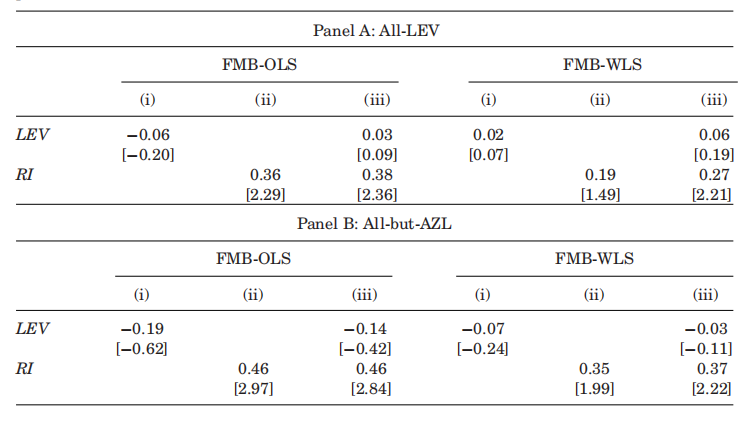 Panel A: All-LEV
FMB-OLS FMB-WLS
(i) (ii) (iii) (i) (ii) (iii)
LEV −0.06 0.03 0.02 0.06
[−0.20] [0.09] [0.07] [0.19]
RI 0.36 0.38 0.19 0.27
[2.29] [2.36] [1.49] [2.21]
Panel B: All-but-AZL
FMB-OLS FMB-WLS
(i) (ii) (iii) (i) (ii) (iii)
LEV −0.19 −0.14 −0.07 −0.03
[−0.62] [−0.42] [−0.24] [−0.11]
RI 0.46 0.46 0.35 0.37
[2.97] [2.84] [1.99] [2.22]